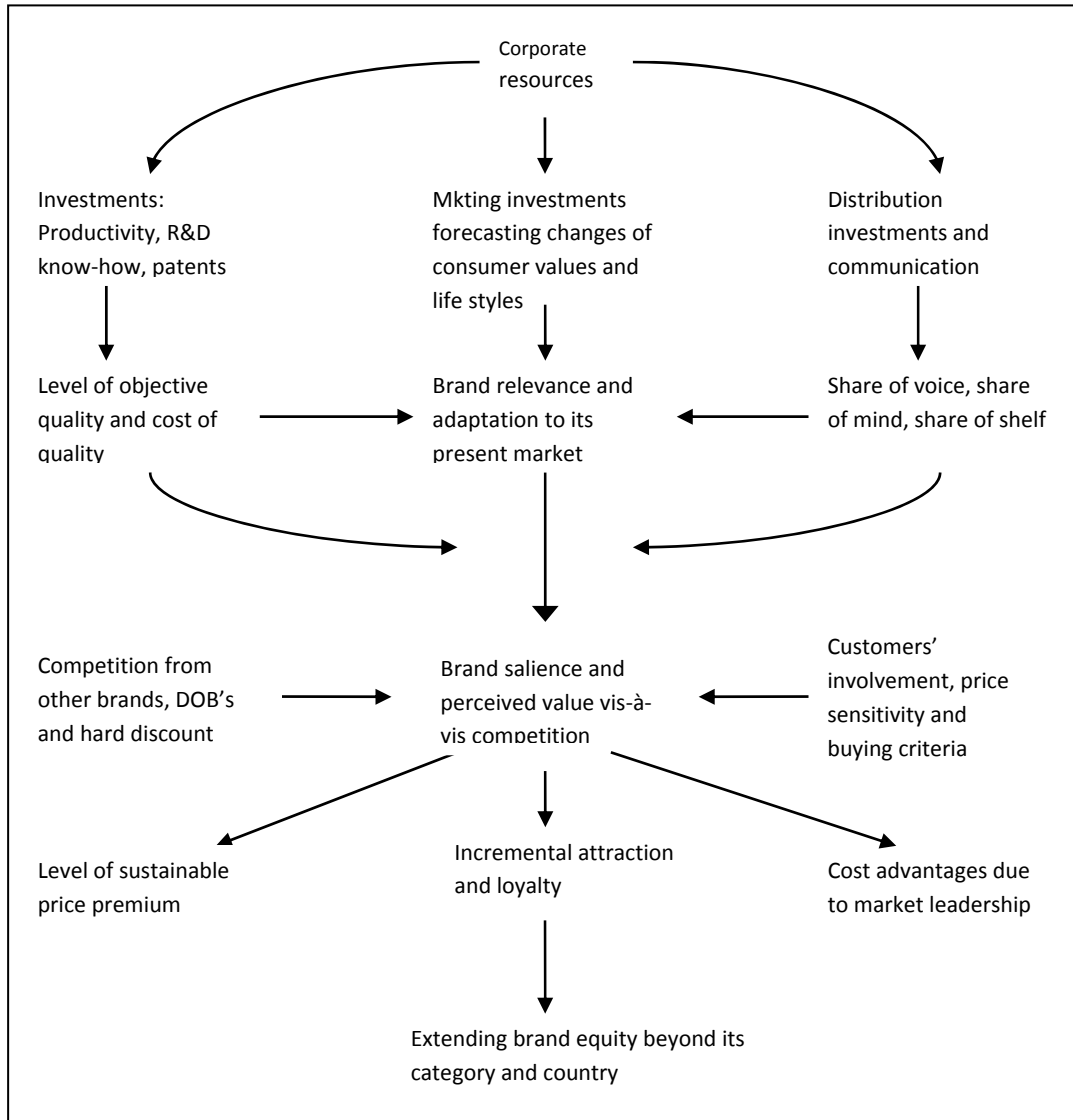 Corporate
resources
Investments:
Productivity, R&D
know-how, patents
Mkting investments
forecasting changes of
consumer values and
life styles
Distribution
investments and
communication
Level of objective
quality and cost of
quality
Brand relevance and
adaptation to its
present market
Share of voice, share
of mind, share of shelf
Competition from
other brands, DOB's
and hard discount
Brand salience and
perceived value vis-à-
vis competition
Customers’
involvement, price
sensitivity and
buying criteria
Level of sustainable
price premium
Incremental attraction
and loyalty
Cost advantages due
to market leadership
Extending brand equity beyond its
category and country